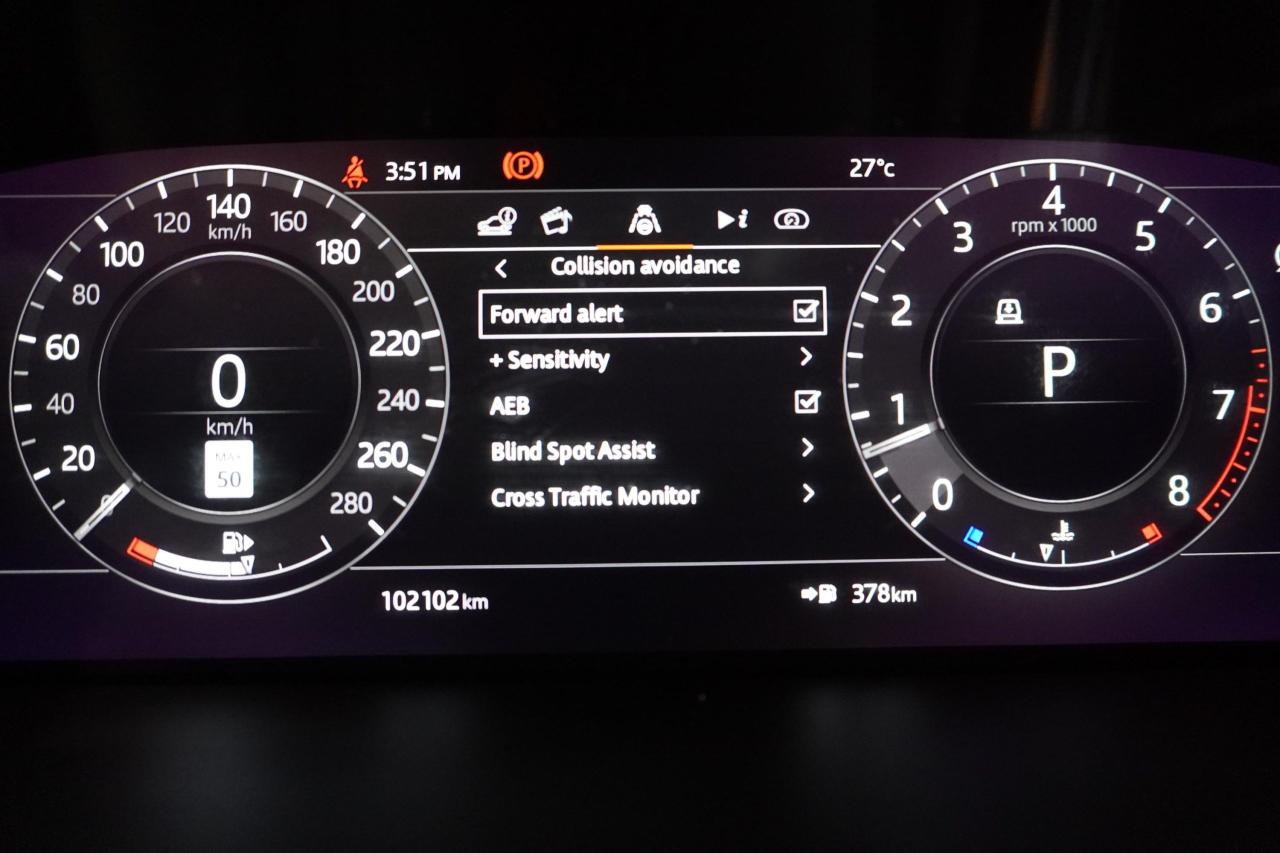 3:51 PM
P
27°C
Collision avoidance
Forward alert
+ Sensitivity
AEB
Blind Spot Assist
Cross Traffic Monitor
0
20
40
60
80
100
120
140
160
180
200
220
240
260
280
km/h
0
km/h
MAX
50
0
1
2
3
4
5
6
7
8
rpm x 1000
P
102102 km
378km